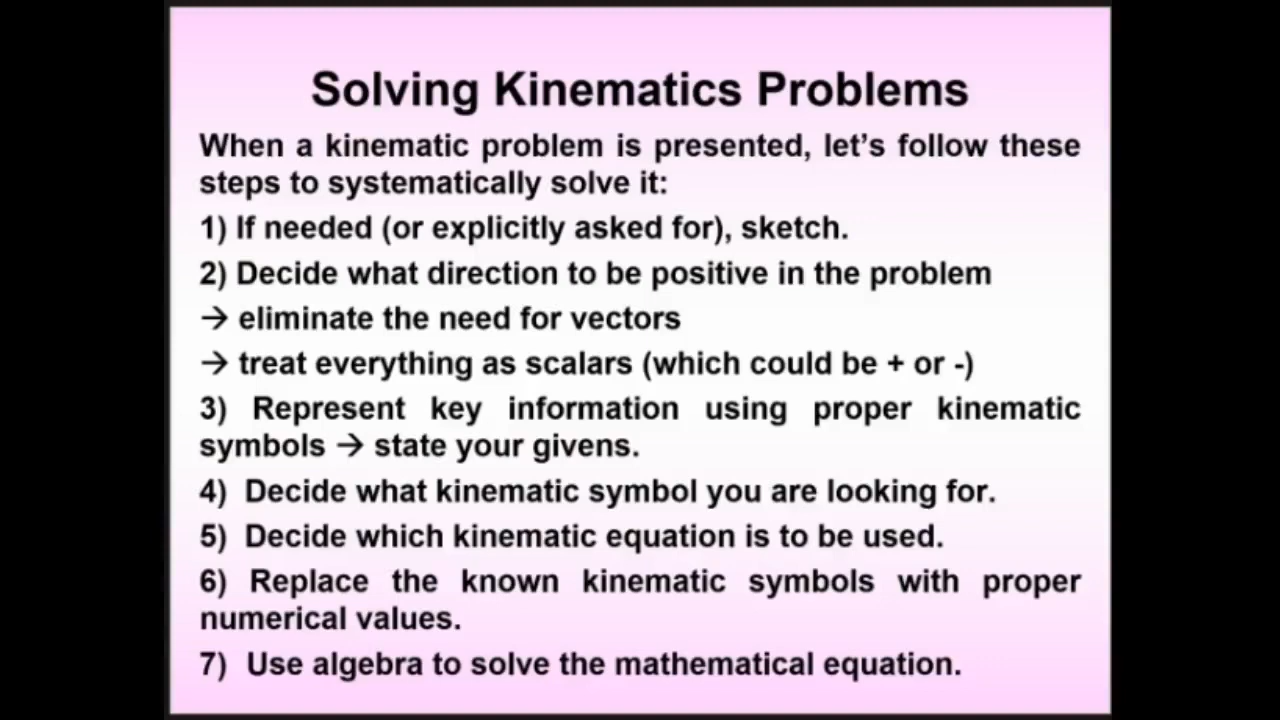 Solving Kinematics Problems
When a kinematic problem is presented, let's follow these
steps to systematically solve it:
1) If needed (or explicitly asked for), sketch.
2) Decide what direction to be positive in the problem
→ eliminate the need for vectors
→ treat everything as scalars (which could be + or -)
3) Represent key information using proper kinematic
symbols → state your givens.
4) Decide what kinematic symbol you are looking for.
5) Decide which kinematic equation is to be used.
6) Replace the known kinematic symbols with proper
numerical values.
7) Use algebra to solve the mathematical equation.